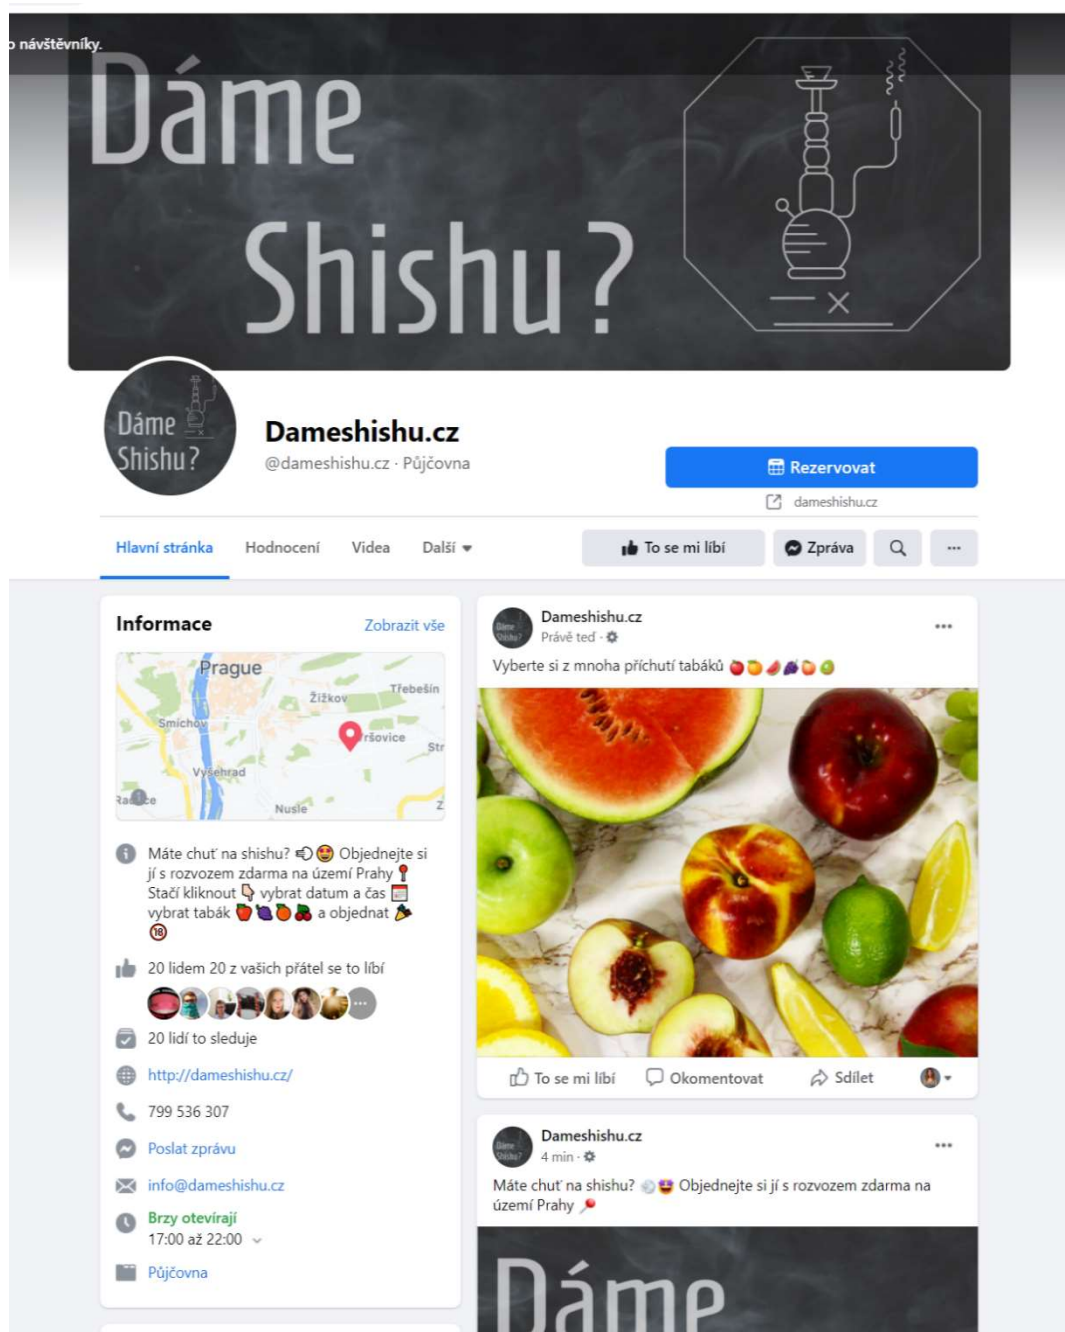 o návštěvníky.
Dáme
Shishu?
Dáme
Shishu?
Dameshishu.cz
@dameshishu.cz · Půjčovna
Rezervovat
dameshishu.cz
Hlavní stránka
Hodnocení
Videa
Další
To se mi líbí
Zpráva
Informace
Zobrazit vše
Prague
Žižkov
Třebešín
Smíchov
ršovice
Str
Vyšehrad
Nusle
Z
Máte chuť na shishu? 💨🤩 Objednejte si
jí s rozvozem zdarma na území Prahy 📍
Stačí kliknout 👇 vybrat datum a čas 📅
vybrat tabák 🍎🍇🍊🍒 a objednat 🎉
🔞
20 lidem 20 z vašich přátel se to líbí
20 lidí to sleduje
http://dameshishu.cz/
799 536 307
Poslat zprávu
info@dameshishu.cz
Brzy otevírají
17:00 až 22:00
Půjčovna
Dameshishu.cz
Právě teď ·
Vyberte si z mnoha příchutí tabáků 🍎🍊🍉🍇🍑🥝
To se mi líbí
Okomentovat
Sdílet
Dáme
Shishu?
Dameshishu.cz
4 min ·
Máte chuť na shishu? 💨🤩 Objednejte si jí s rozvozem zdarma na
území Prahy 📍
Dáme